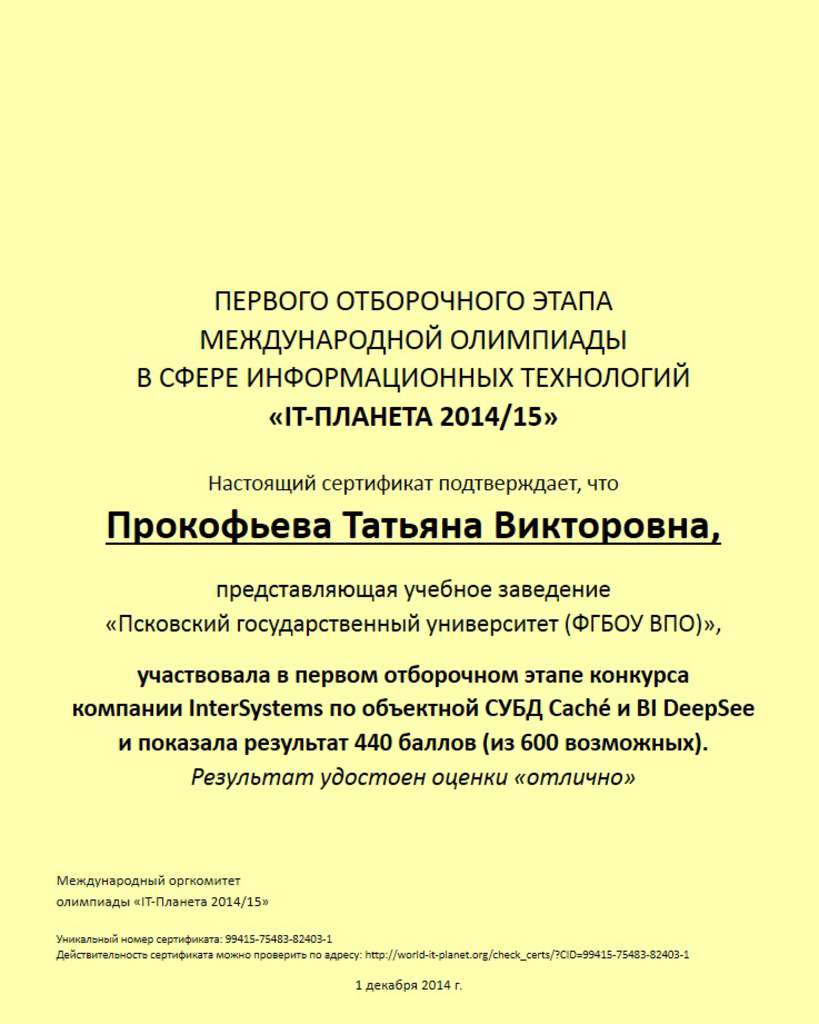 ПЕРВОГО ОТБОРОЧНОГО ЭТАПА
МЕЖДУНАРОДНОЙ ОЛИМПИАДЫ
В СФЕРЕ ИНФОРМАЦИОННЫХ ТЕХНОЛОГИЙ
«IT-ПЛАНЕТА 2014/15»
Настоящий сертификат подтверждает, что
Прокофьева Татьяна Викторовна,
представляющая учебное заведение
«Псковский государственный университет (ФГБОУ ВПО)»,
участвовала в первом отборочном этапе конкурса
компании InterSystems по объектной СУБД Caché и BI DeepSee
и показала результат 440 баллов (из 600 возможных).
Результат удостоен оценки «отлично»
Международный оргкомитет
олимпиады «IT-Планета 2014/15»
Уникальный номер сертификата: 99415-75483-82403-1
Действительность сертификата можно проверить по адресу: http://world-it-planet.org/check_certs/?CID=99415-75483-82403-1
1 декабря 2014 г.